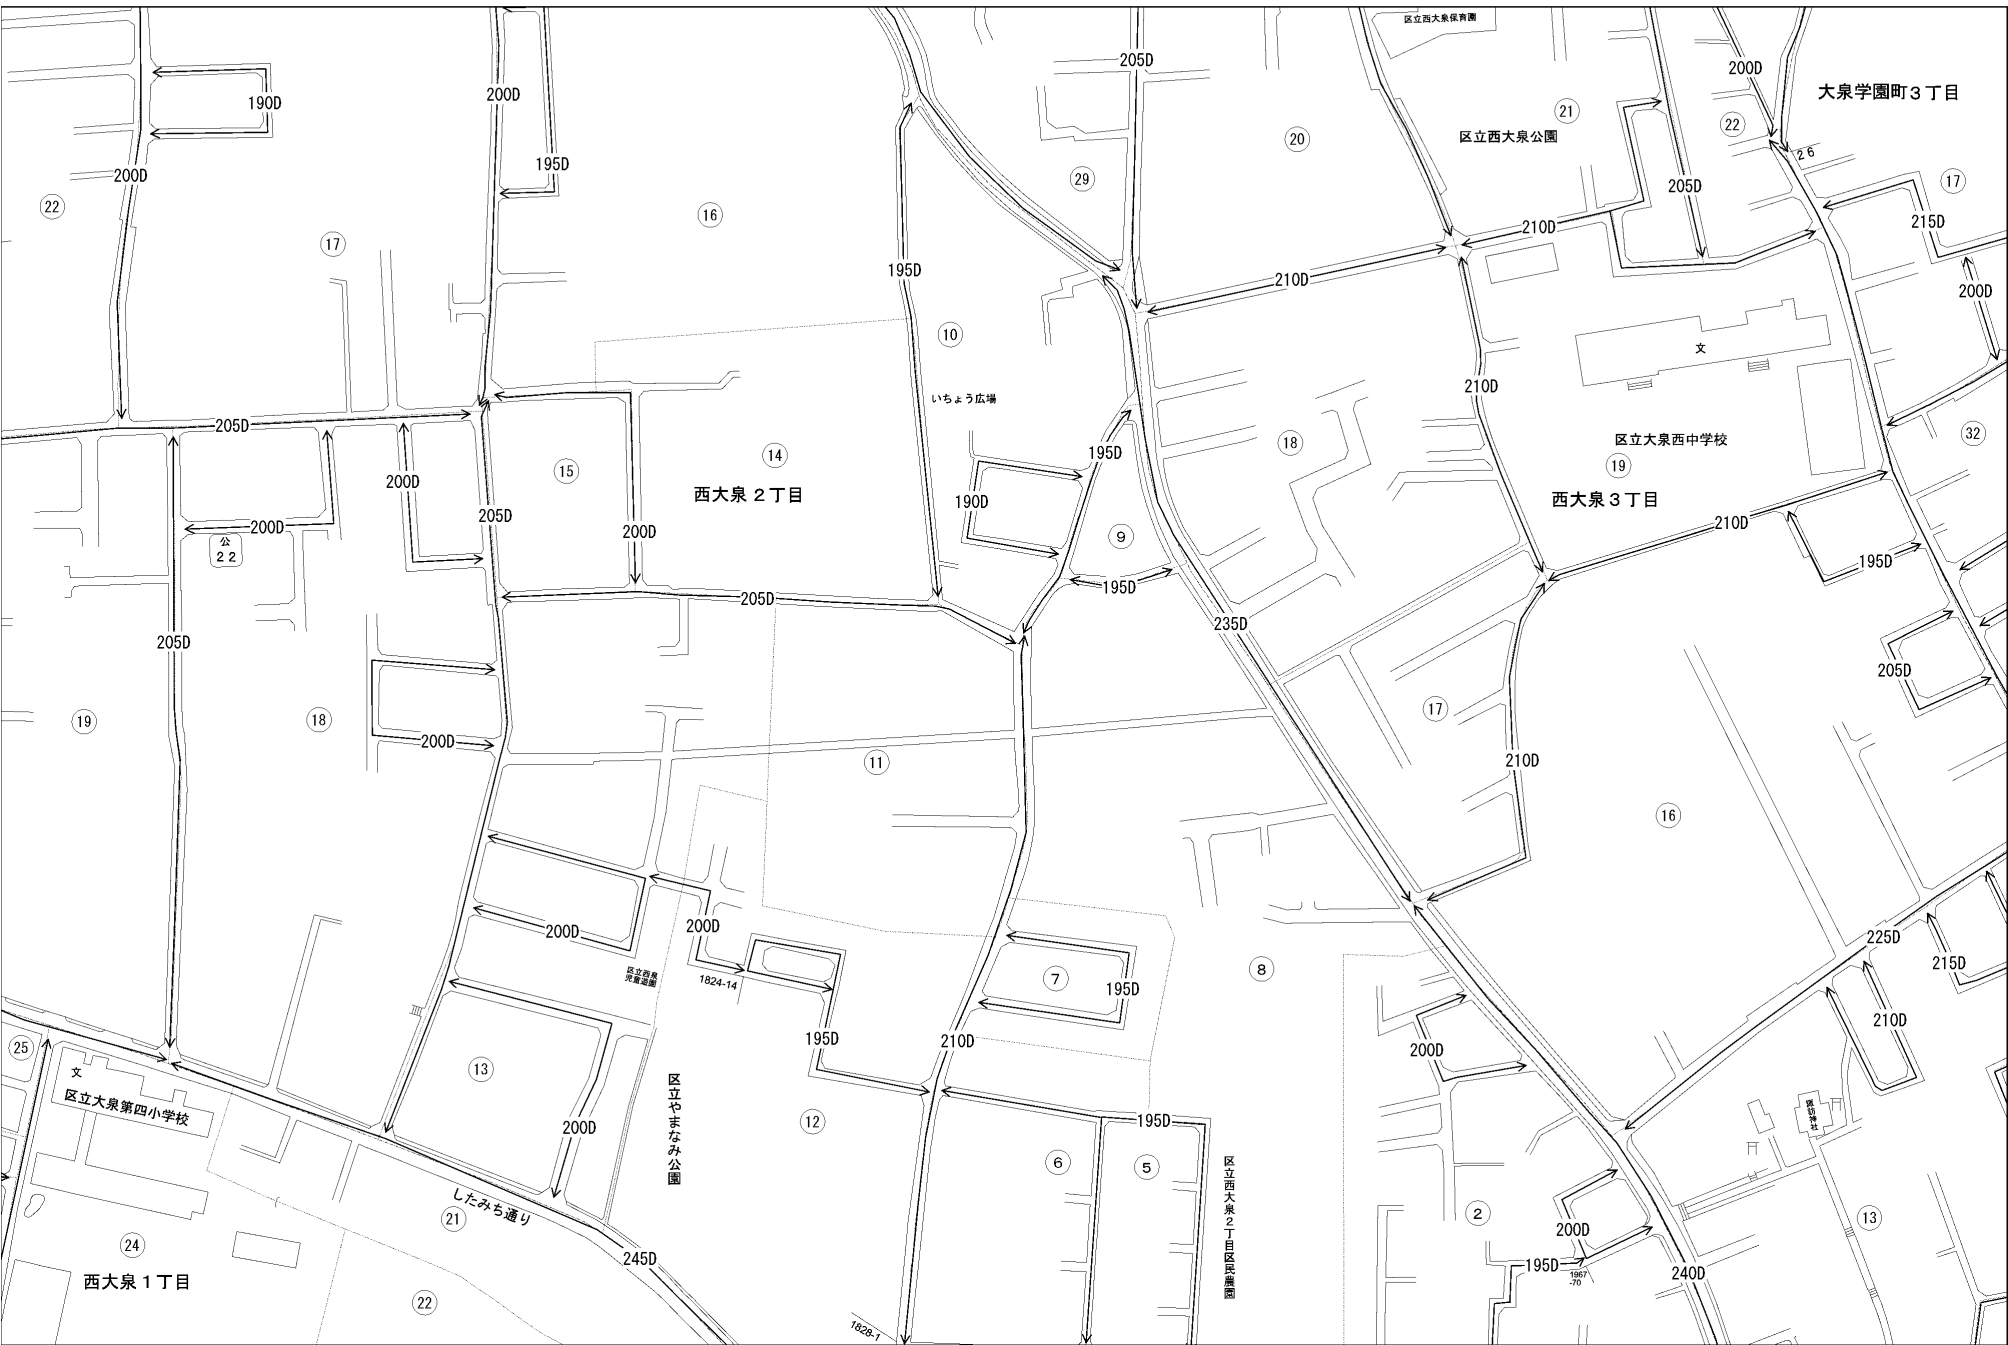 区立西大泉保育園
205D
200D
大泉学園町3丁目
190D
200D
21
22
195D
20
区立西大泉公園
26
200D
29
205D
17
22
16
215D
17
210D
195D
210D
200D
10
文
210D
いちょう広場
205D
18
区立大泉西中学校
32
15
14
195D
19
200D
西大泉2丁目
190D
西大泉3丁目
205D
200D
200D
210D
公
22
9
195D
195D
205D
235D
205D
205D
19
18
17
200D
11
210D
16
200D
200D
225D
区立西泉
児童遊園
1824-14
7
195D
8
215D
25
195D
210D
210D
文
13
200D
区立大泉第四小学校
区立やまなみ公園
諏訪神社
200D
12
195D
6
5
区立西大泉2丁目区民農園
したみち通り
21
2
13
24
245D
200D
西大泉1丁目
195D
1967
-70
240D
22
1828-1